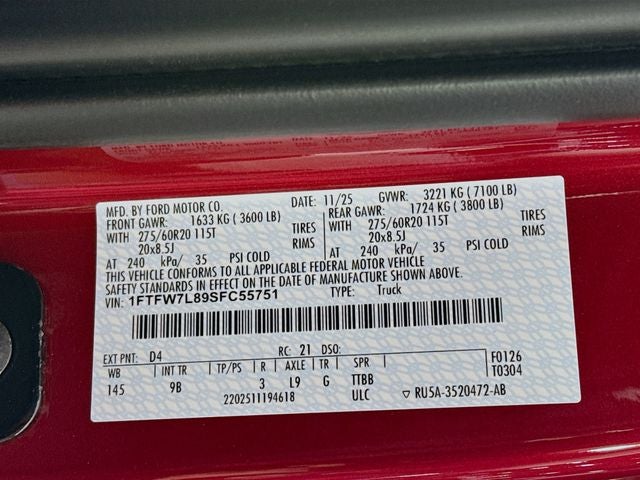 MFD. BY FORD MOTOR CO. DATE: 11/25 GVWR: 3221 KG ( 7100 LB)
FRONT GAWR: 1633 KG ( 3600 LB) REAR GAWR: 1724 KG ( 3800 LB)
WITH 275/60R20 115T TIRES WITH 275/60R20 115T TIRES
20x8.5J RIMS 20x8.5J RIMS
AT 240 kPa/ 35 PSI COLD AT 240 kPa/ 35 PSI COLD
THIS VEHICLE CONFORMS TO ALL APPLICABLE FEDERAL MOTOR VEHICLE
SAFETY STANDARDS IN EFFECT ON THE DATE OF MANUFACTURE SHOWN ABOVE.
VIN: 1FTFW7L89SFC55751 TYPE: Truck
EXT PNT: D4 RC: 21 DSO: F0126
WB INT TR TP/PS R AXLE TR SPR T0304
145 9B 3 L9 G TTBB
2202511194618 ULC ▽ RU5A-3520472-AB